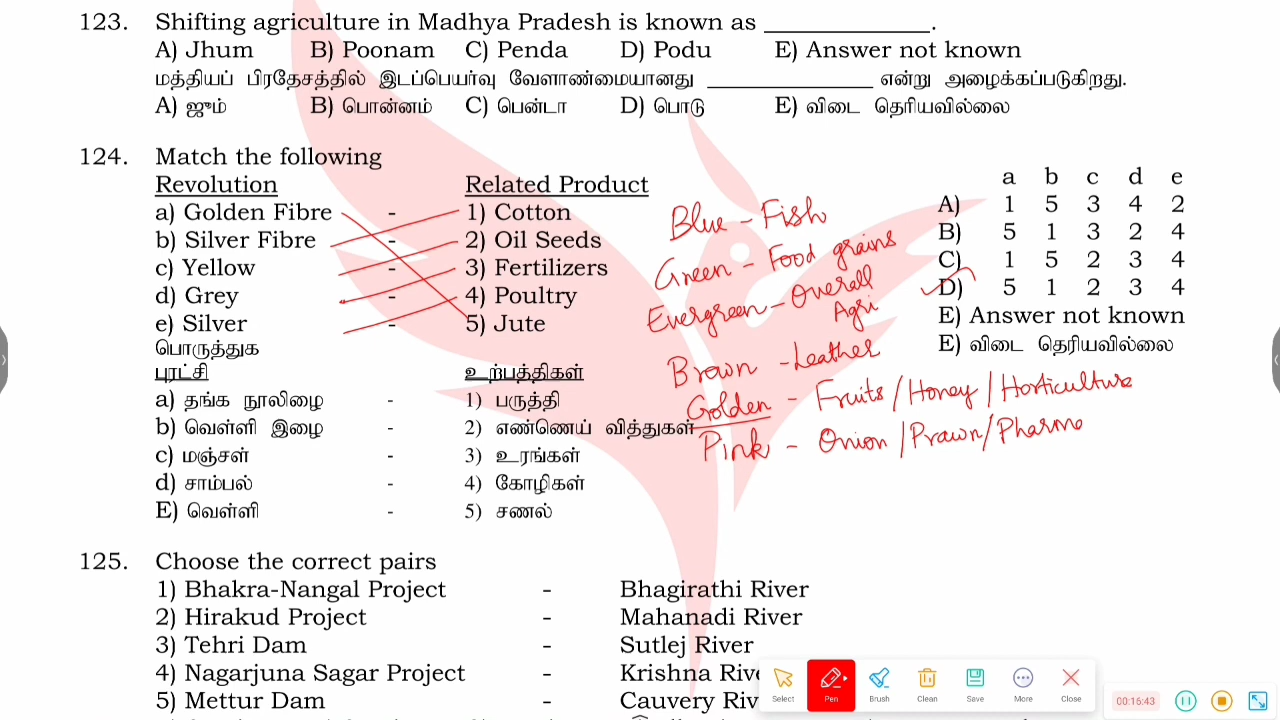 123. Shifting agriculture in Madhya Pradesh is known as ____________.
A) Jhum B) Poonam C) Penda D) Podu E) Answer not known
மத்தியப் பிரதேசத்தில் இடப்பெயர்வு வேளாண்மையானது ____________ என்று அழைக்கப்படுகிறது.
A) ஜும் B) பொன்னம் C) பென்டா D) பொடு E) விடை தெரியவில்லை
124. Match the following
Revolution Related Product
a) Golden Fibre - 1) Cotton
b) Silver Fibre - 2) Oil Seeds
c) Yellow - 3) Fertilizers
d) Grey - 4) Poultry
e) Silver - 5) Jute
a b c d e
A) 1 5 3 4 2
B) 5 1 3 2 4
C) 1 5 2 3 4
D) 5 1 2 3 4
E) Answer not known
E) விடை தெரியவில்லை
Blue - Fish
Green - Food grains
Evergreen - Overall
Agri
Brown - Leather
Golden - Fruits / Honey / Horticulture
Pink - Onion / Prawn / Pharma
பொருத்துக
புரட்சி உற்பத்திகள்
a) தங்க நூலிழை - 1) பருத்தி
b) வெள்ளி இழை - 2) எண்ணெய் வித்துகள்
c) மஞ்சள் - 3) உரங்கள்
d) சாம்பல் - 4) கோழிகள்
E) வெள்ளி - 5) சணல்
125. Choose the correct pairs
1) Bhakra-Nangal Project - Bhagirathi River
2) Hirakud Project - Mahanadi River
3) Tehri Dam - Sutlej River
4) Nagarjuna Sagar Project - Krishna Rive
5) Mettur Dam - Cauvery Riv
Select Pen Brush Clean Save More Close
00:16:43